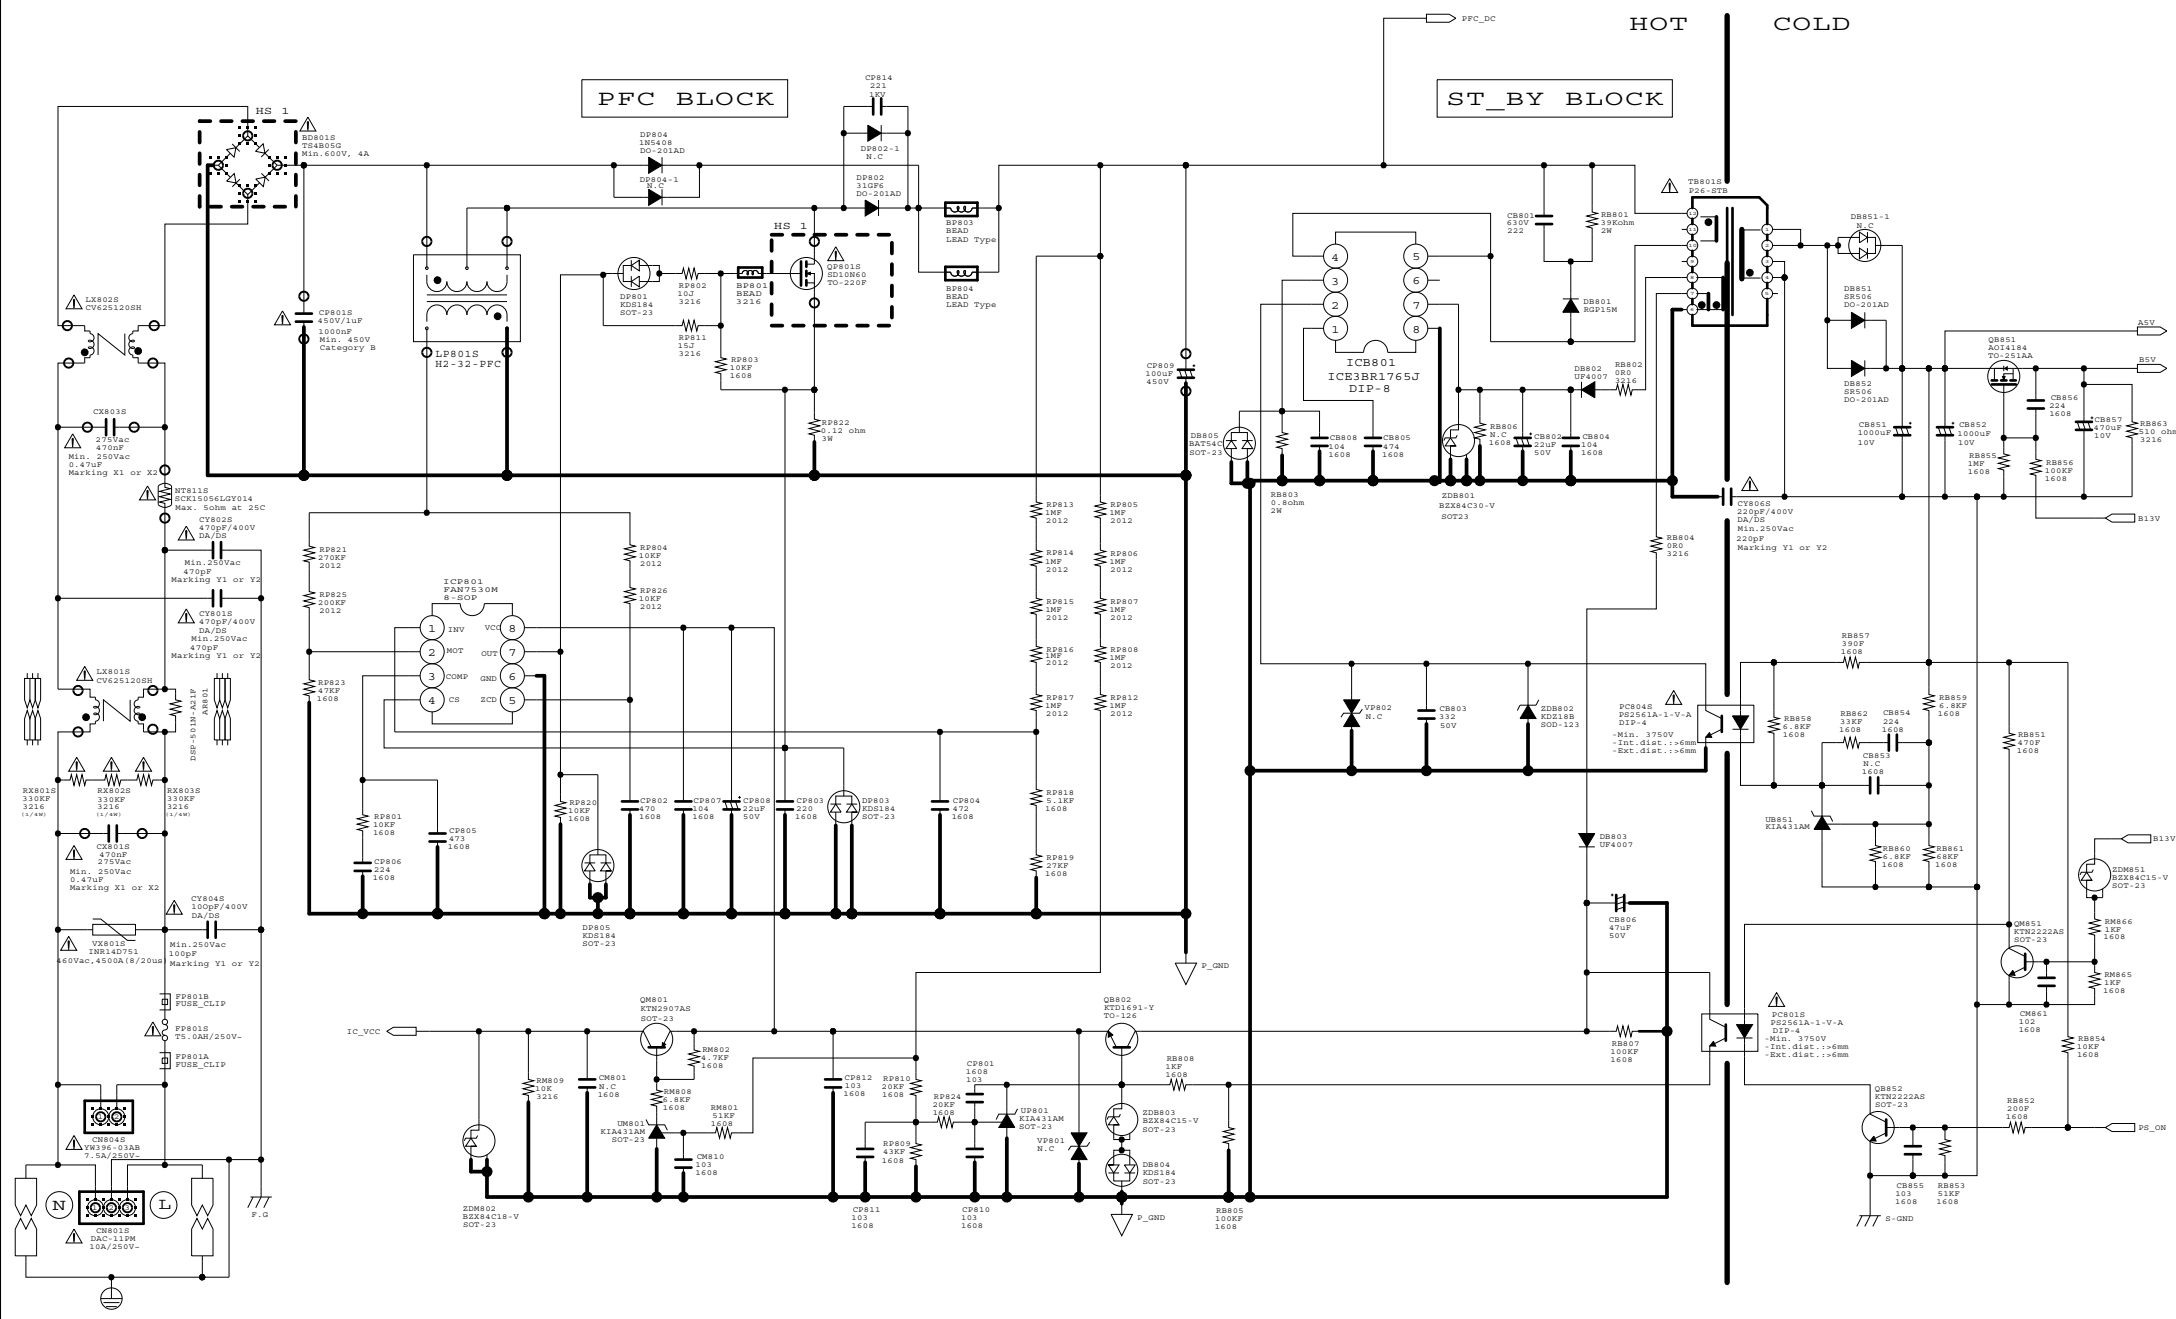 PFC_DC
HOT
COLD
PFC BLOCK
ST_BY BLOCK
HS 1
BD801S
TS4B05G
Min.600V, 4A
DP804
1N5408
DO-201AD
DP804-1
N.C
CP814
221
1KV
DP802-1
N.C
DP802
31GF6
DO-201AD
BP803
BEAD
LEAD Type
BP804
BEAD
LEAD Type
HS 1
QP801S
SD10N60
TO-220F
DP801
KDS184
SOT-23
RP802
10J
3216
RP811
15J
3216
BP801
BEAD
3216
RP803
10KF
1608
RP822
0.12 ohm
3W
LP801S
H2-32-PFC
CP801S
450V/1uF
1000nF
Min. 450V
Category B
LX802S
CV625120SH
CX803S
275Vac
470nF
Min. 250Vac
0.47uF
Marking X1 or X2
NT811S
SCK15056LGY014
Max. 5ohm at 25C
CY802S
470pF/400V
DA/DS
Min.250Vac
470pF
Marking Y1 or Y2
CY801S
470pF/400V
DA/DS
Min.250Vac
470pF
Marking Y1 or Y2
LX801S
CV625120SH
DSP-501N-A21F
AR801
RX801S
330KF
3216
(1/4W)
RX802S
330KF
3216
(1/4W)
RX803S
330KF
3216
(1/4W)
CX801S
470nF
275Vac
Min. 250Vac
0.47uF
Marking X1 or X2
CY804S
100pF/400V
DA/DS
Min.250Vac
100pF
Marking Y1 or Y2
VX801S
INR14D751
460Vac,4500A(8/20us)
FP801B
FUSE_CLIP
FP801S
T5.0AH/250V~
FP801A
FUSE_CLIP
CN804S
YW396-03AB
7.5A/250V~
N
L
CN801S
DAC-11PM
10A/250V~
F.G
RP821
270KF
2012
RP825
200KF
2012
RP823
47KF
1608
RP804
10KF
2012
RP826
10KF
2012
ICP801
FAN7530M
8-SOP
1
2
3
4
INV
MOT
COMP
CS
VCC
OUT
GND
ZCD
8
7
6
5
RP801
10KF
1608
CP806
224
1608
CP805
473
1608
RP820
10KF
1608
DP805
KDS184
SOT-23
CP802
470
1608
CP807
104
1608
CP808
22uF
50V
CP803
220
1608
DP803
KDS184
SOT-23
CP804
472
1608
RP813
1MF
2012
RP814
1MF
2012
RP815
1MF
2012
RP816
1MF
2012
RP817
1MF
2012
RP818
5.1KF
1608
RP819
27KF
1608
RP805
1MF
2012
RP806
1MF
2012
RP807
1MF
2012
RP808
1MF
2012
RP812
1MF
2012
CP809
100uF
450V
P_GND
IC_VCC
QM801
KTN2907AS
SOT-23
RM802
4.7KF
1608
RM809
10K
3216
CM801
N.C
1608
RM808
6.8KF
1608
UM801
KIA431AM
SOT-23
RM801
51KF
1608
CM810
103
1608
ZDM802
BZX84C18-V
SOT-23
CP812
103
1608
RP810
20KF
1608
RP824
20KF
1608
CP801
1608
103
UP801
KIA431AM
SOT-23
RP809
43KF
1608
CP811
103
1608
CP810
103
1608
VP801
N.C
QB802
KTD1691-Y
TO-126
RB808
1KF
1608
ZDB803
BZX84C15-V
SOT-23
DB804
KDS184
SOT-23
P_GND
RB805
100KF
1608
4
3
2
1
5
6
7
8
ICB801
ICE3BR1765J
DIP-8
CB801
630V
222
RB801
39Kohm
2W
DB801
RGP15M
TB801S
P26-STB
DB802
UF4007
RB802
0R0
3216
DB805
BAT54C
SOT-23
RB803
0.8ohm
2W
CB808
104
1608
CB805
474
1608
ZDB801
BZX84C30-V
SOT23
RB806
N.C
1608
CB802
22uF
50V
CB804
104
1608
RB804
0R0
3216
CY806S
220pF/400V
DA/DS
Min.250Vac
220pF
Marking Y1 or Y2
VP802
N.C
CB803
332
50V
ZDB802
KDZ18B
SOD-123
PC804S
PS2561A-1-V-A
DIP-4
-Min. 3750V
-Int.dist.:>6mm
-Ext.dist.:>6mm
DB803
UF4007
CB806
47uF
50V
RB807
100KF
1608
PC801S
PS2561A-1-V-A
DIP-4
-Min. 3750V
-Int.dist.:>6mm
-Ext.dist.:>6mm
DB851-1
N.C
DB851
SR506
DO-201AD
DB852
SR506
DO-201AD
QB851
AOI4184
TO-251AA
A5V
B5V
CB851
1000uF
10V
CB852
1000uF
10V
CB856
224
1608
CB857
470uF
10V
RB863
510 ohm
3216
RB855
1MF
1608
RB856
100KF
1608
B13V
RB857
390F
1608
RB858
6.8KF
1608
RB862
33KF
1608
CB854
224
1608
CB853
N.C
1608
RB859
6.8KF
1608
RB851
470F
1608
UB851
KIA431AM
RB860
6.8KF
1608
RB861
68KF
1608
B13V
ZDM851
BZX84C15-V
SOT-23
QM851
KTN2222AS
SOT-23
RM866
1KF
1608
RM865
1KF
1608
CM861
102
1608
RB854
10KF
1608
QB852
KTN2222AS
SOT-23
RB852
200F
1608
PS_ON
CB855
103
1608
RB853
51KF
1608
S-GND